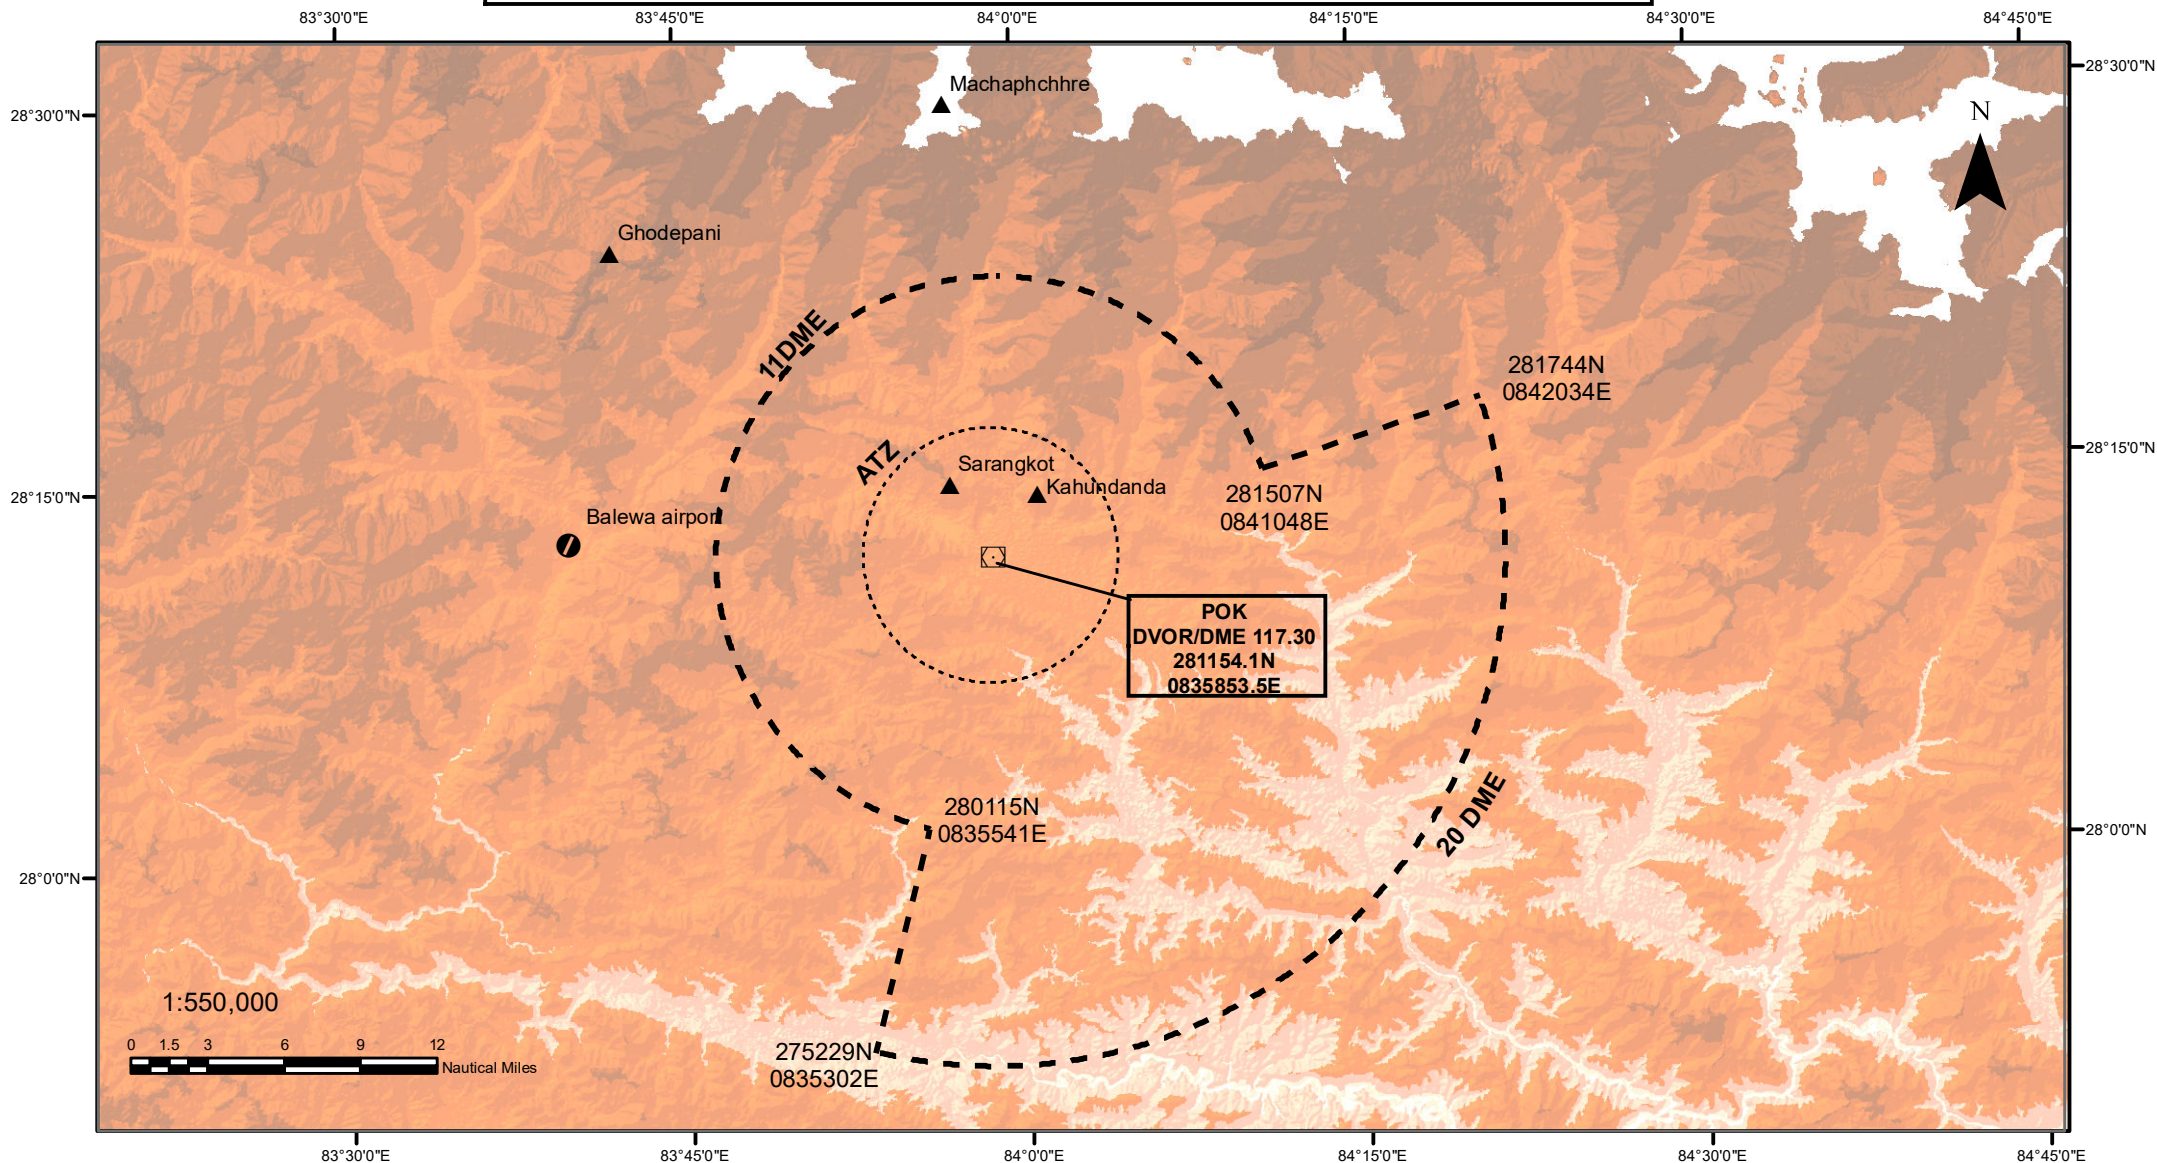 83°30'0"E
83°45'0"E
84°0'0"E
84°15'0"E
84°30'0"E
84°45'0"E
28°30'0"N
28°30'0"N
Machaphchhre
N
Ghodepani
11DME
281744N
0842034E
ATZ
Sarangkot
Kahundanda
28°15'0"N
28°15'0"N
281507N
0841048E
Balewa airport
POK
DVOR/DME 117.30
281154.1N
0835853.5E
20 DME
280115N
0835541E
28°0'0"N
28°0'0"N
1:550,000
0 1.5 3 6 9 12
Nautical Miles
275229N
0835302E
83°30'0"E
83°45'0"E
84°0'0"E
84°15'0"E
84°30'0"E
84°45'0"E